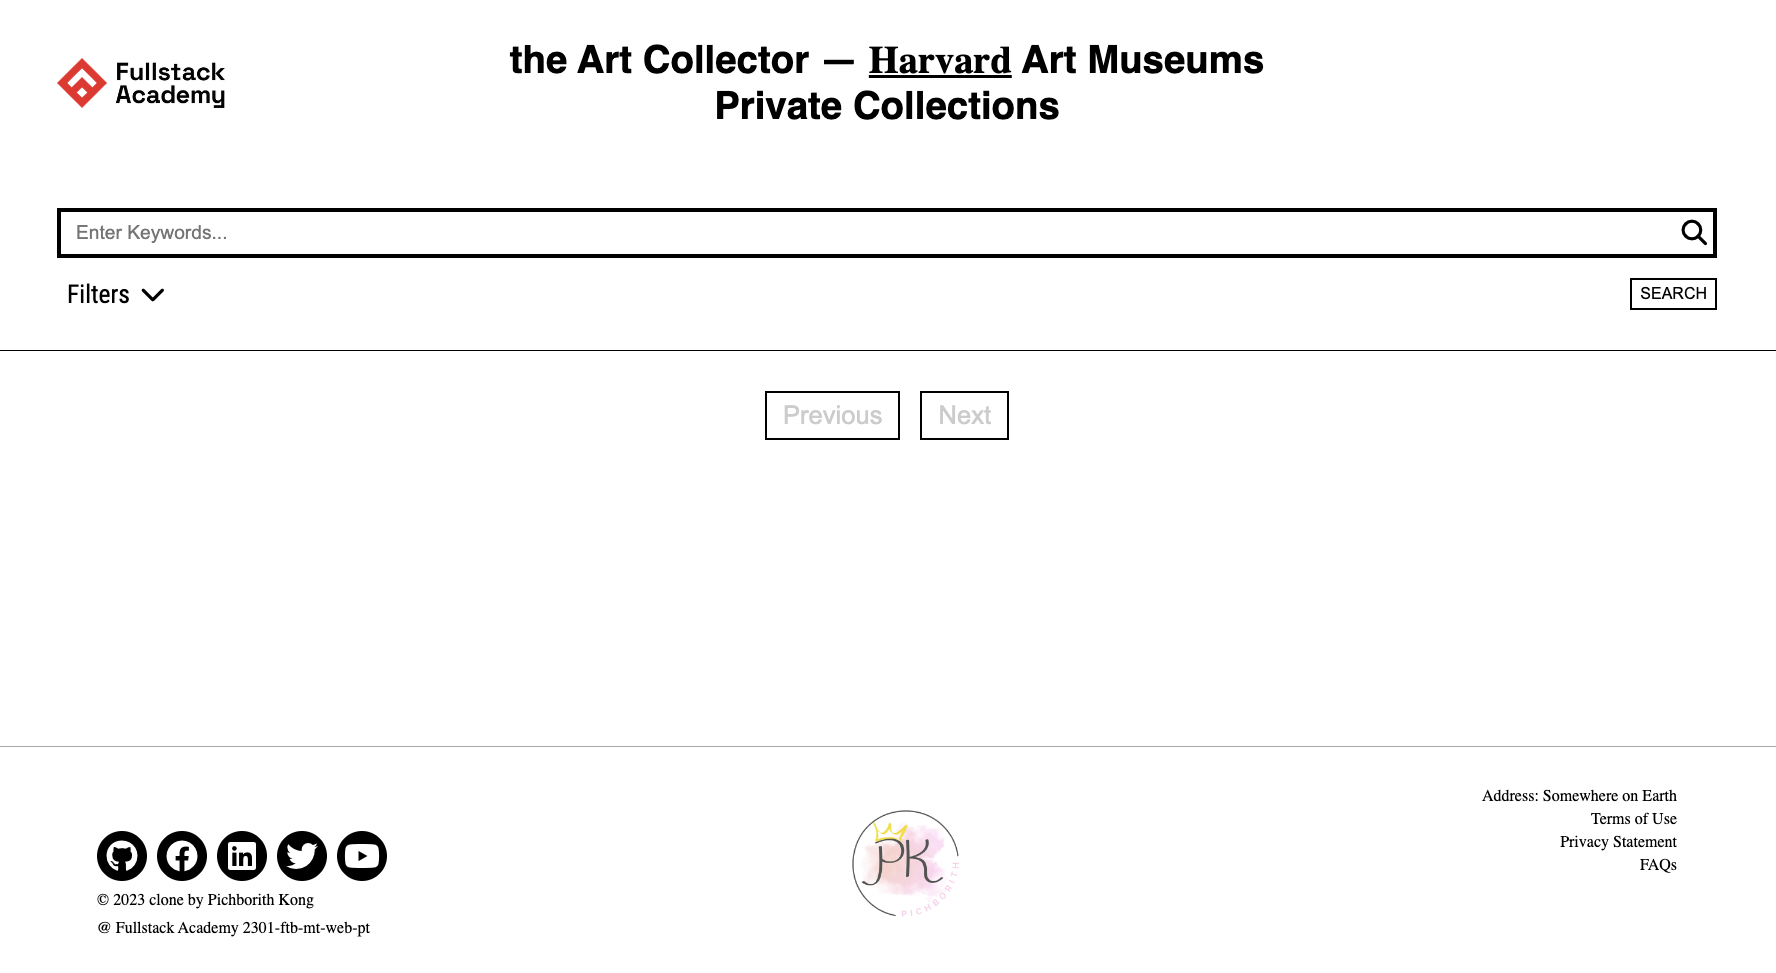 Fullstack
Academy
the Art Collector — Harvard Art Museums
Private Collections
Enter Keywords...
Filters
SEARCH
Previous
Next
Address: Somewhere on Earth
Terms of Use
Privacy Statement
FAQs
in
PK
PICHBORITH
© 2023 clone by Pichborith Kong
@ Fullstack Academy 2301-ftb-mt-web-pt